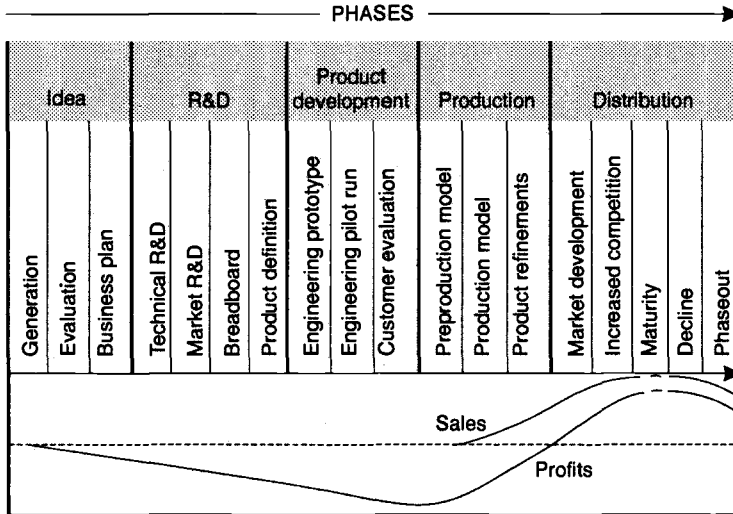 PHASES
Idea
R&D
Product
development
Production
Distribution
Generation
Evaluation
Business plan
Technical R&D
Market R&D
Breadboard
Product definition
Engineering prototype
Engineering pilot run
Customer evaluation
Preproduction model
Production model
Product refinements
Market development
Increased competition
Maturity
Decline
Phaseout
Sales
Profits